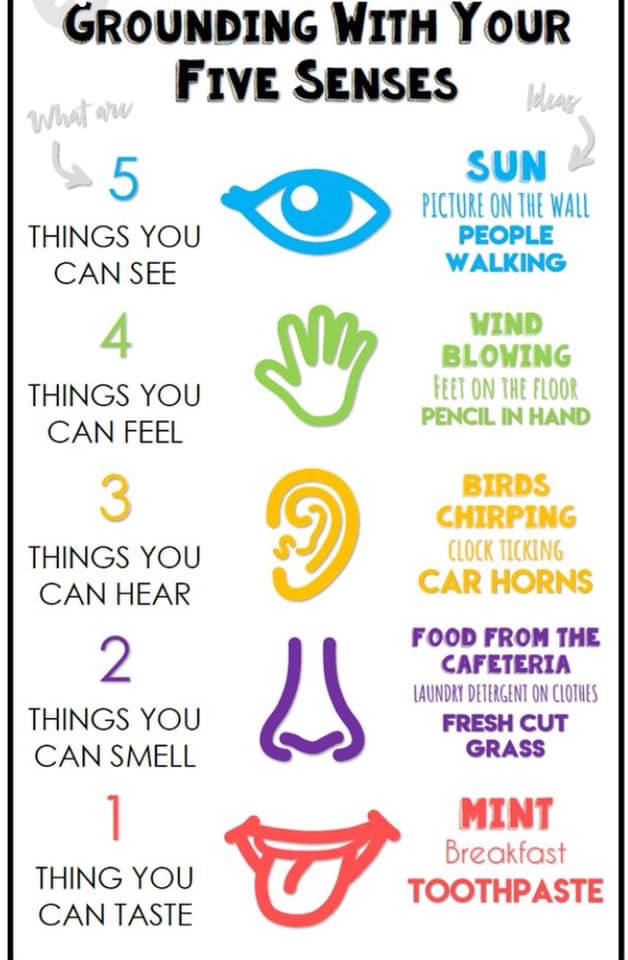 GROUNDING WITH YOUR
FIVE SENSES
What are
Ideas
5
THINGS YOU
CAN SEE
SUN
PICTURE ON THE WALL
PEOPLE
WALKING
4
THINGS YOU
CAN FEEL
WIND
BLOWING
FEET ON THE FLOOR
PENCIL IN HAND
3
THINGS YOU
CAN HEAR
BIRDS
CHIRPING
CLOCK TICKING
CAR HORNS
2
THINGS YOU
CAN SMELL
FOOD FROM THE
CAFETERIA
LAUNDRY DETERGENT ON CLOTHES
FRESH CUT
GRASS
1
THING YOU
CAN TASTE
MINT
Breakfast
TOOTHPASTE